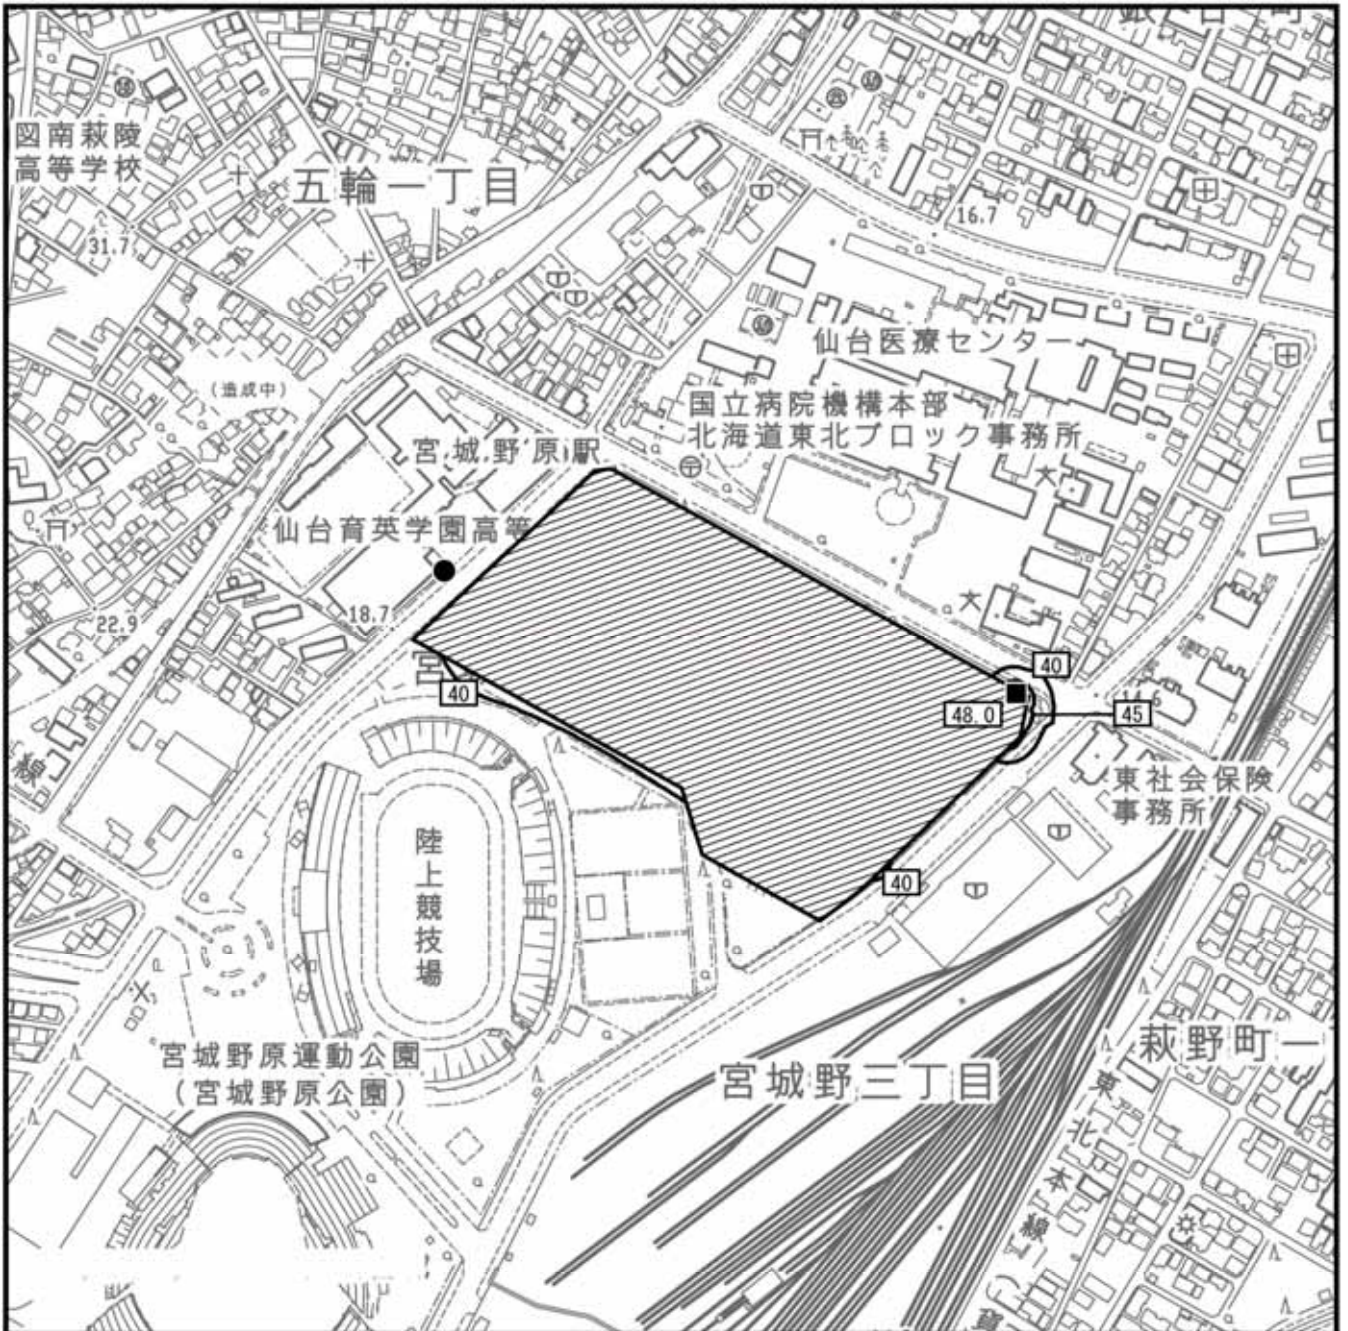 図南萩陵
高等学校
五輪一丁目
31.7
16.7
仙台医療センター
(造成中)
国立病院機構本部
北海道東北ブロック事務所
宮城野原駅
仙台育英学園高等
18.7
22.9
宮
40
40
48.0
45
14.6
線
東社会保険
事務所
陸上競技場
40
宮城野原運動公園
(宮城野原公園)
宮城野三丁目
萩野町一
東北本線